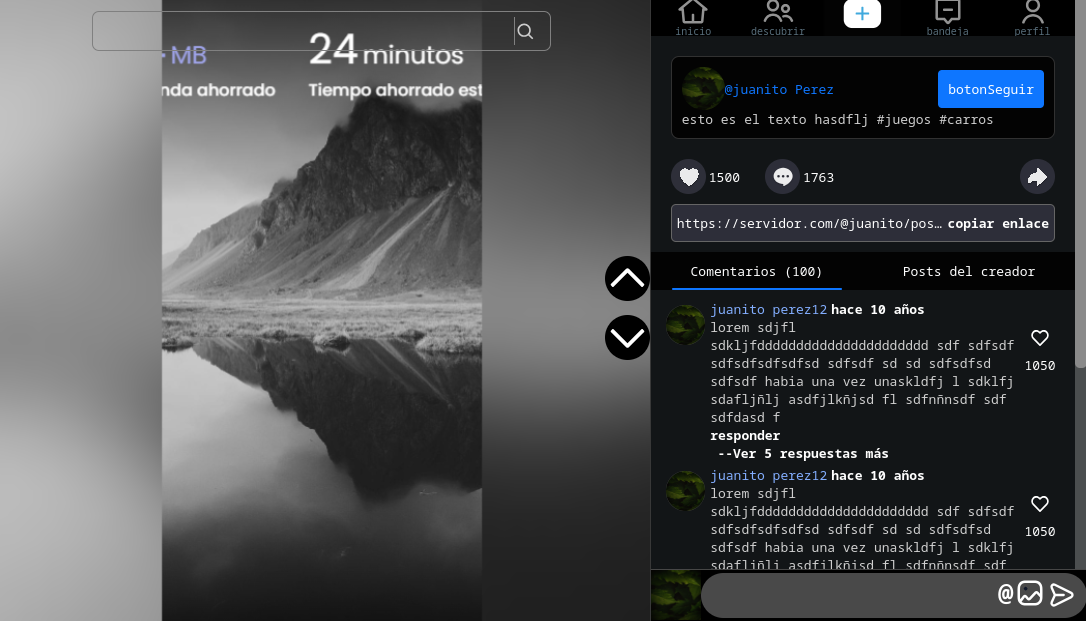 MB
24 minutos
nda ahorrado
Tiempo ahorrado est
inicio
descubrir
bandeja
perfil
@juanito Perez
botonSeguir
esto es el texto hasdflj #juegos #carros
1500
1763
https://servidor.com/@juanito/pos… copiar enlace
Comentarios (100)
Posts del creador
juanito perez12 hace 10 años
lorem sdjfl
sdkljfdddddddddddddddddddddd sdf sdfsdf
sdfsdfsdfsdfsd sdfsdf sd sd sdfsdfsd
sdfsdf habia una vez unaskldfj l sdklfj
sdafljñlj asdfjlkñjsd fl sdfnñnsdf sdf
sdfdasd f
1050
responder
--Ver 5 respuestas más
juanito perez12 hace 10 años
lorem sdjfl
sdkljfdddddddddddddddddddddd sdf sdfsdf
sdfsdfsdfsdfsd sdfsdf sd sd sdfsdfsd
sdfsdf habia una vez unaskldfj l sdklfj
sdafljñlj asdfjlkñjsd fl sdfnñnsdf sdf
1050
@